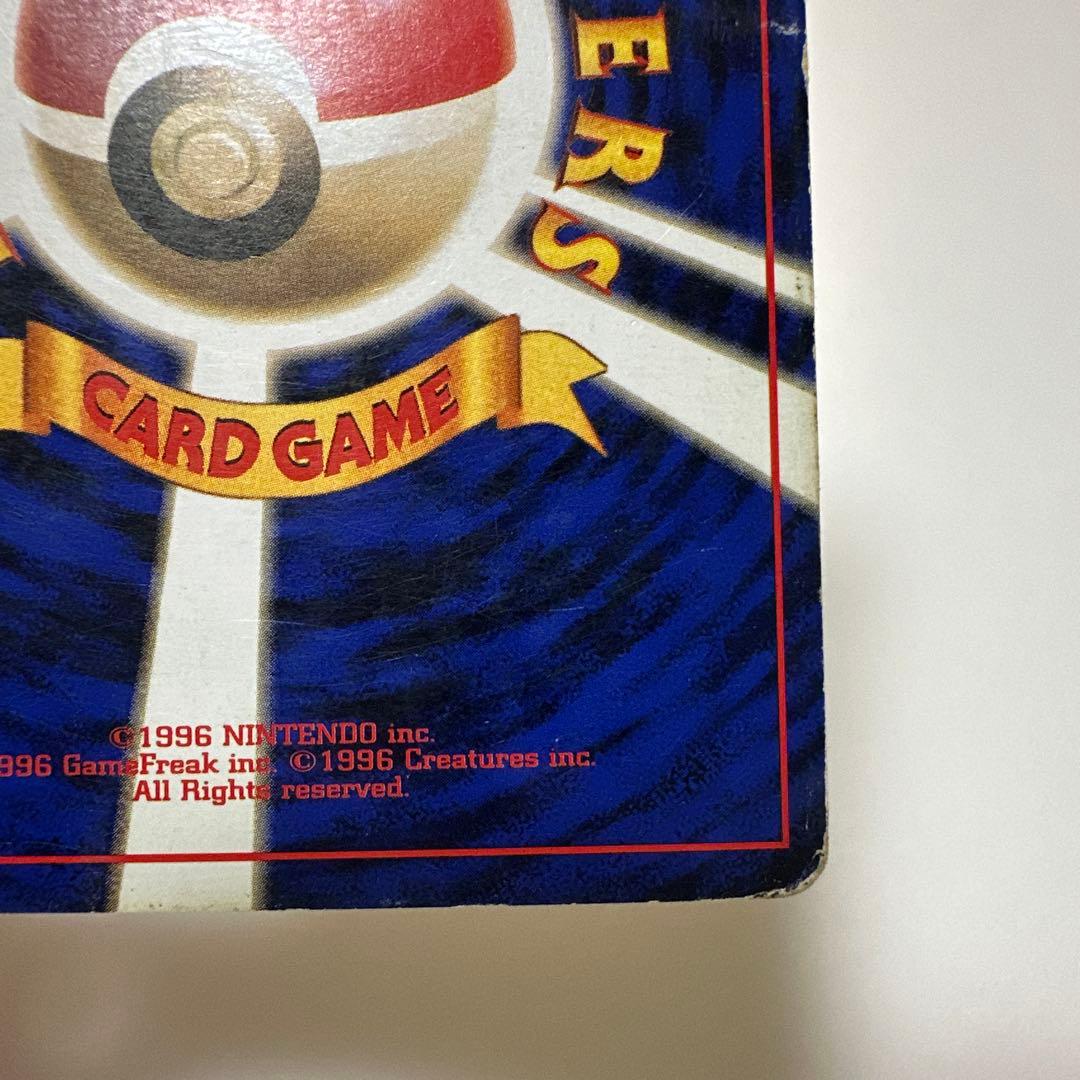 ERS
CARD GAME
©1996 NINTENDO inc.
996 GameFreak inc. ©1996 Creatures inc.
All Rights reserved.